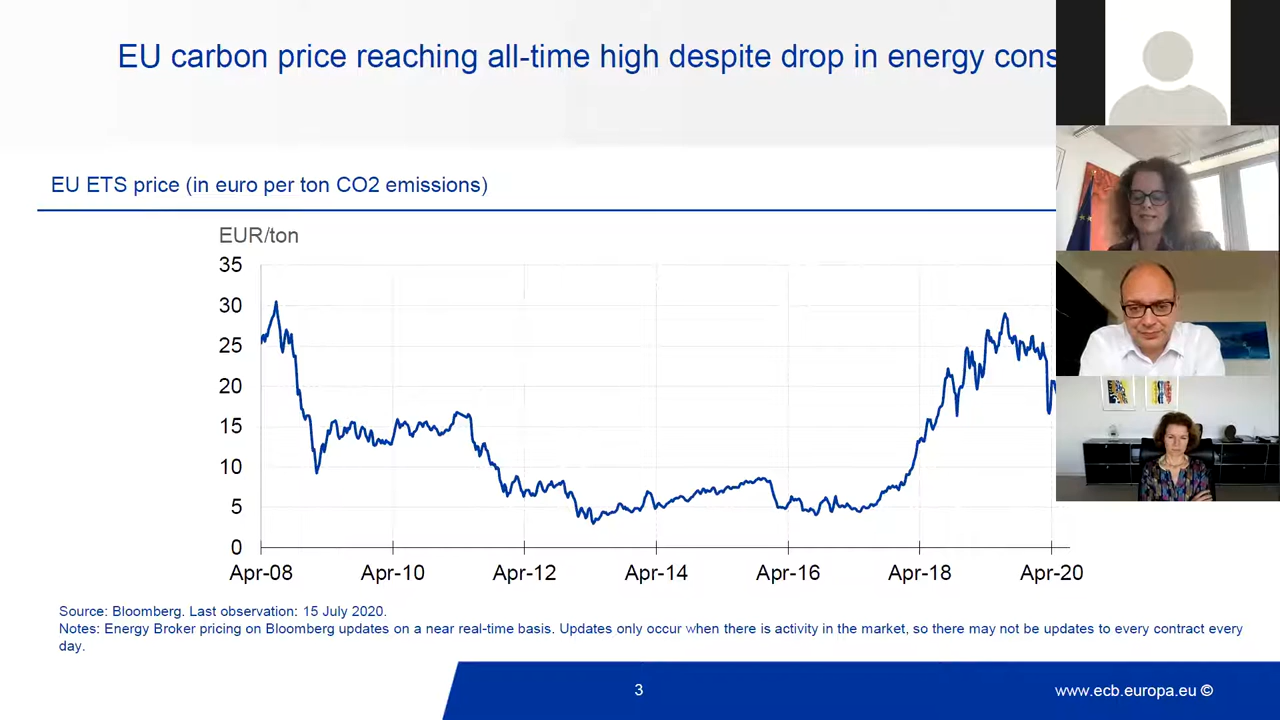 EU carbon price reaching all-time high despite drop in energy cons
EU ETS price (in euro per ton CO2 emissions)
EUR/ton
35
30
25
20
15
10
5
0
Apr-08 Apr-10 Apr-12 Apr-14 Apr-16 Apr-18 Apr-20
Source: Bloomberg. Last observation: 15 July 2020.
Notes: Energy Broker pricing on Bloomberg updates on a near real-time basis. Updates only occur when there is activity in the market, so there may not be updates to every contract every
day.
3
www.ecb.europa.eu ©